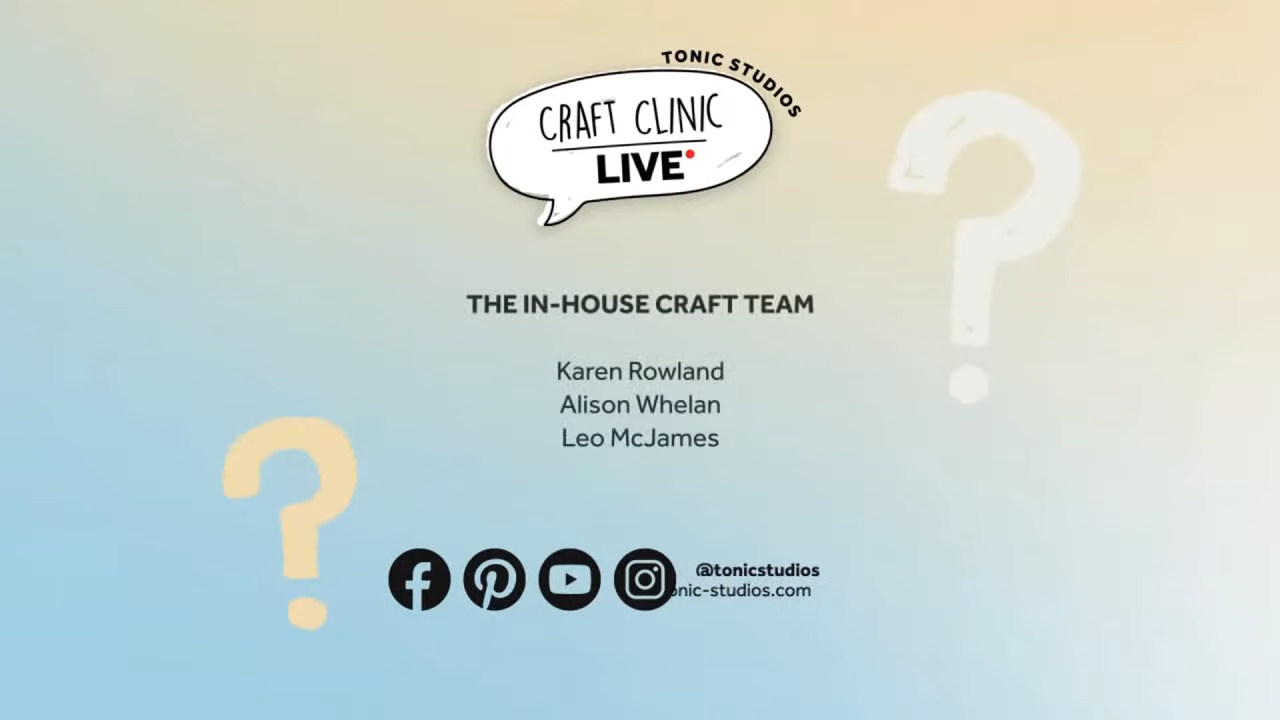 TONIC STUDIOS
CRAFT CLINIC
LIVE
THE IN-HOUSE CRAFT TEAM
Karen Rowland
Alison Whelan
Leo McJames
@tonicstudios
onic-studios.com